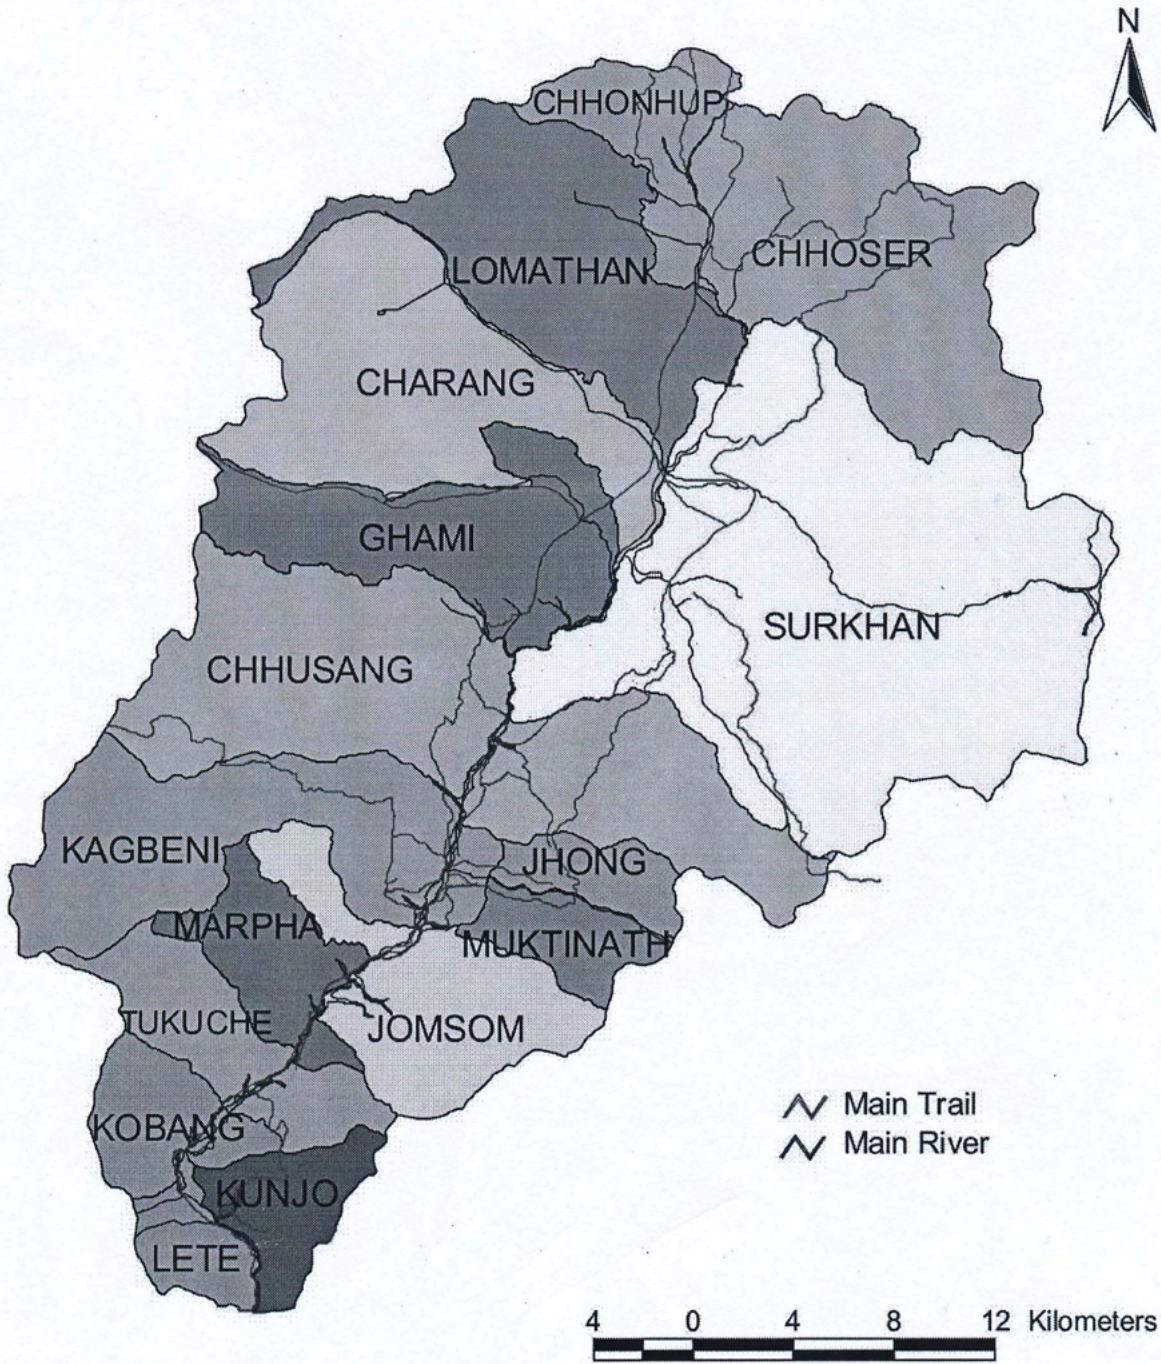 N
CHHONHUP
CHHOSER
LOMATHAN
CHARANG
GHAMI
SURKHAN
CHHUSANG
KAGBENI
JHONG
MARPHA
MUKTINATH
TUKUCHE
JOMSOM
Main Trail
KOBANG
Main River
KUNJO
LETE
4 0 4 8 12 Kilometers